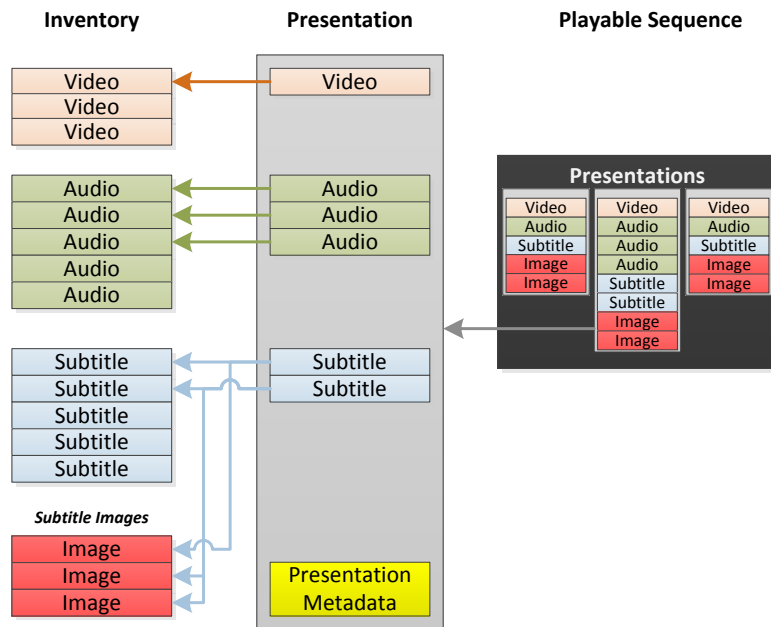 Inventory
Presentation
Playable Sequence
Video
Video
Video
Video
Audio
Audio
Audio
Audio
Audio
Audio
Audio
Audio
Subtitle
Subtitle
Subtitle
Subtitle
Subtitle
Subtitle
Subtitle
Subtitle Images
Image
Image
Image
Presentation
Metadata
Presentations
Video
Audio
Subtitle
Image
Image
Video
Audio
Audio
Audio
Subtitle
Subtitle
Image
Image
Video
Audio
Subtitle
Image
Image